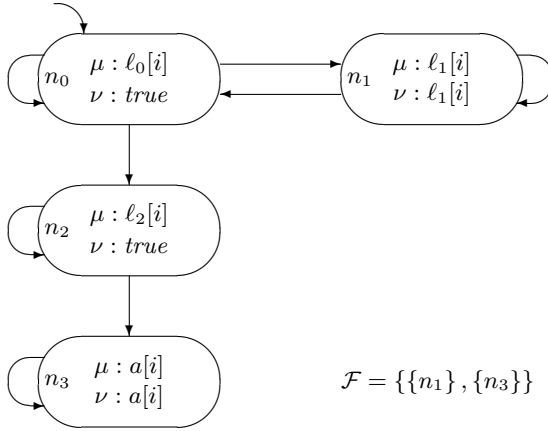 n₀ μ : ℓ₀[i]
ν : true
n₁ μ : ℓ₁[i]
ν : ℓ₁[i]
n₂ μ : ℓ₂[i]
ν : true
n₃ μ : a[i]
ν : a[i]
ℱ = {{n₁} , {n₃}}